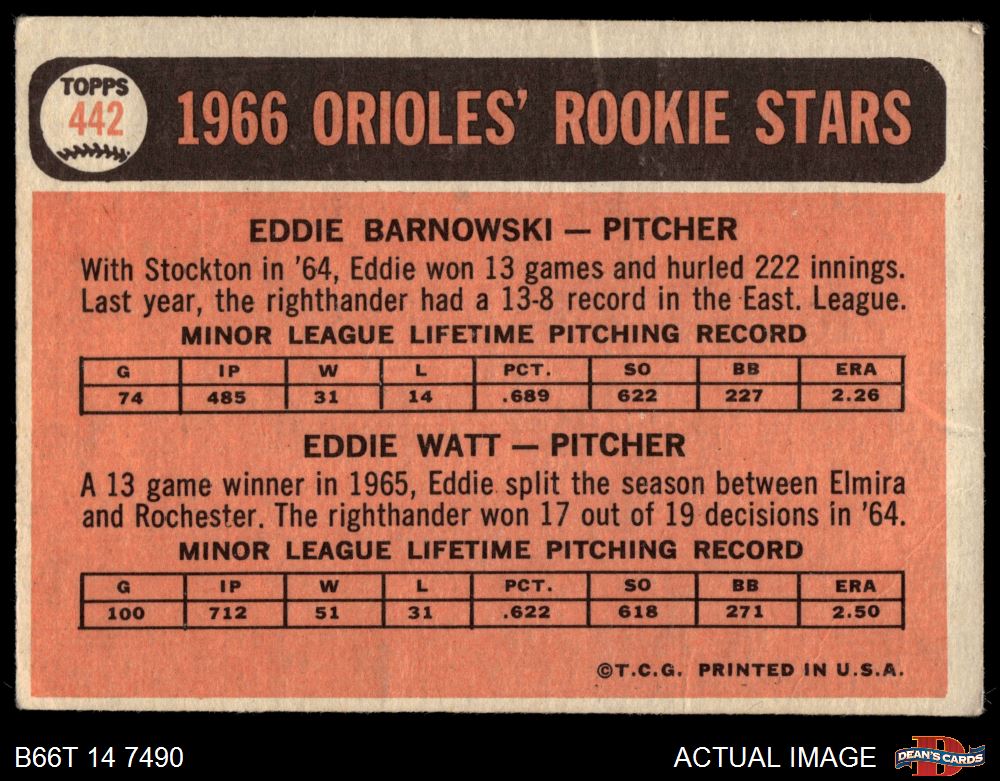 TOPPS
442
1966 ORIOLES' ROOKIE STARS
EDDIE BARNOWSKI — PITCHER
With Stockton in '64, Eddie won 13 games and hurled 222 innings.
Last year, the righthander had a 13-8 record in the East. League.
MINOR LEAGUE LIFETIME PITCHING RECORD
G IP W L PCT. SO BB ERA
74 485 31 14 .689 622 227 2.26
EDDIE WATT — PITCHER
A 13 game winner in 1965, Eddie split the season between Elmira
and Rochester. The righthander won 17 out of 19 decisions in '64.
MINOR LEAGUE LIFETIME PITCHING RECORD
G IP W L PCT. SO BB ERA
100 712 51 31 .622 618 271 2.50
©T.C.G. PRINTED IN U.S.A.
B66T 14 7490
ACTUAL IMAGE
D
DEAN'S CARDS